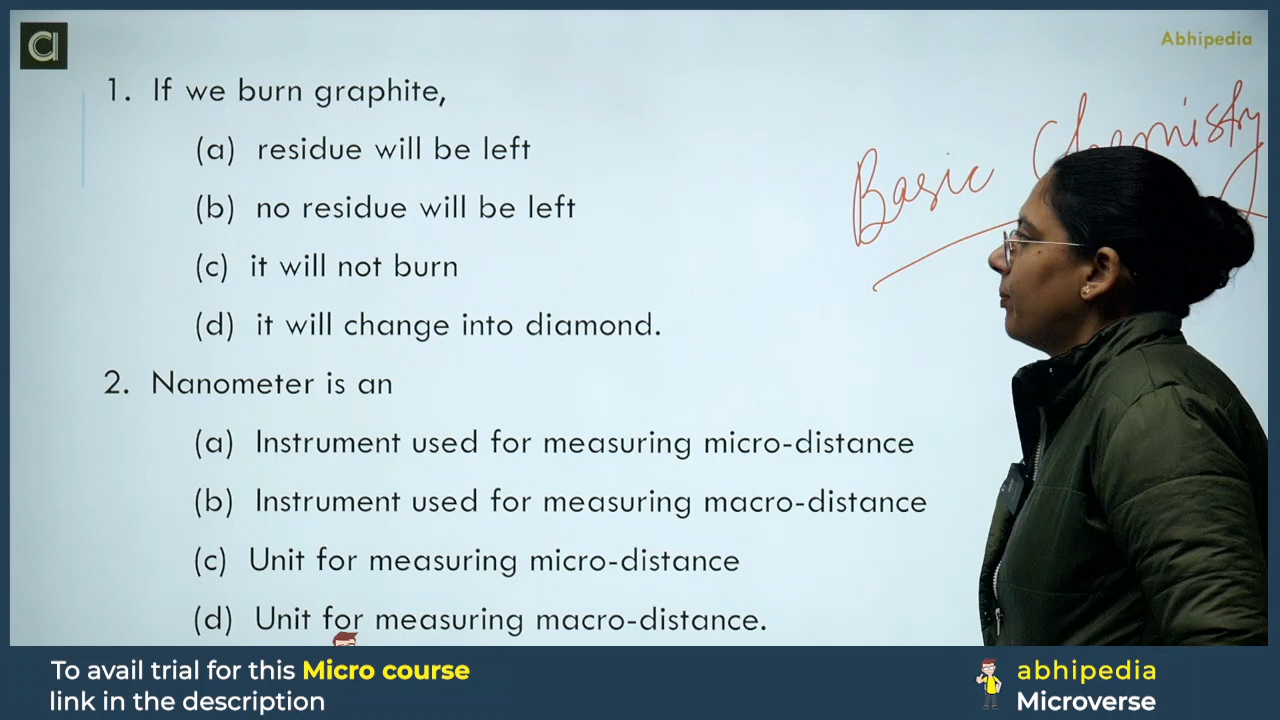 Abhipedia
1. If we burn graphite,
(a) residue will be left
(b) no residue will be left
(c) it will not burn
(d) it will change into diamond.
2. Nanometer is an
(a) Instrument used for measuring micro-distance
(b) Instrument used for measuring macro-distance
(c) Unit for measuring micro-distance
(d) Unit for measuring macro-distance.
Basic Chemistry
To avail trial for this Micro course
link in the description
abhipedia
Microverse